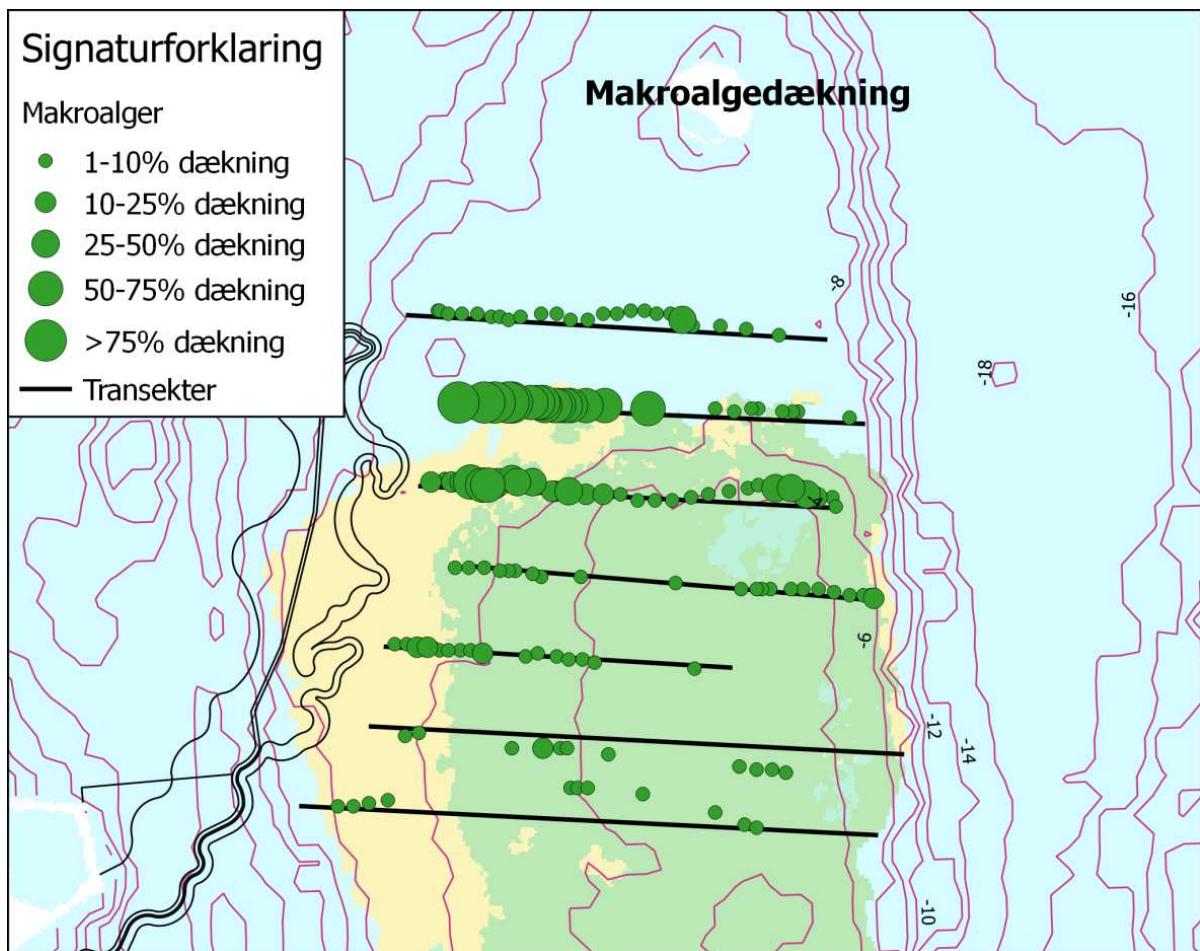 Signaturforklaring
Makroalger
1-10% dækning
10-25% dækning
25-50% dækning
50-75% dækning
>75% dækning
Transekter
Makroalgedækning
-8
-16
-18
-4
-6
-12
-14
-10